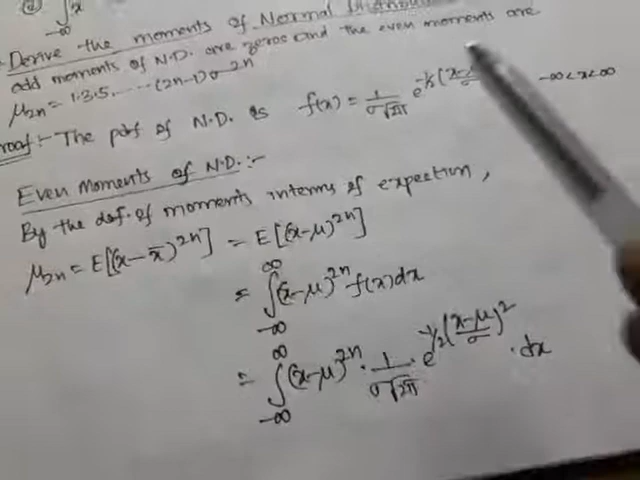 ② ∫ x
-∞
Derive the moments of Normal
odd moments of N.D. are zeros and the even moments are
μ2n = 1.3.5. ..... (2n-1) σ^2n
Proof:- The pdf of N.D. is f(x) = 1/(σ√2π) e^-1/2(x- -∞<x<∞
Even Moments of N.D.:-
By the def. of moments interms of expection,
μ2n = E[(x-x̄)^2n] = E[(x-μ)^2n]
= ∫_-∞^∞ (x-μ)^2n f(x) dx
= ∫_-∞^∞ (x-μ)^2n . 1/(σ√2π) . e^-1/2((x-μ)/σ)^2 . dx